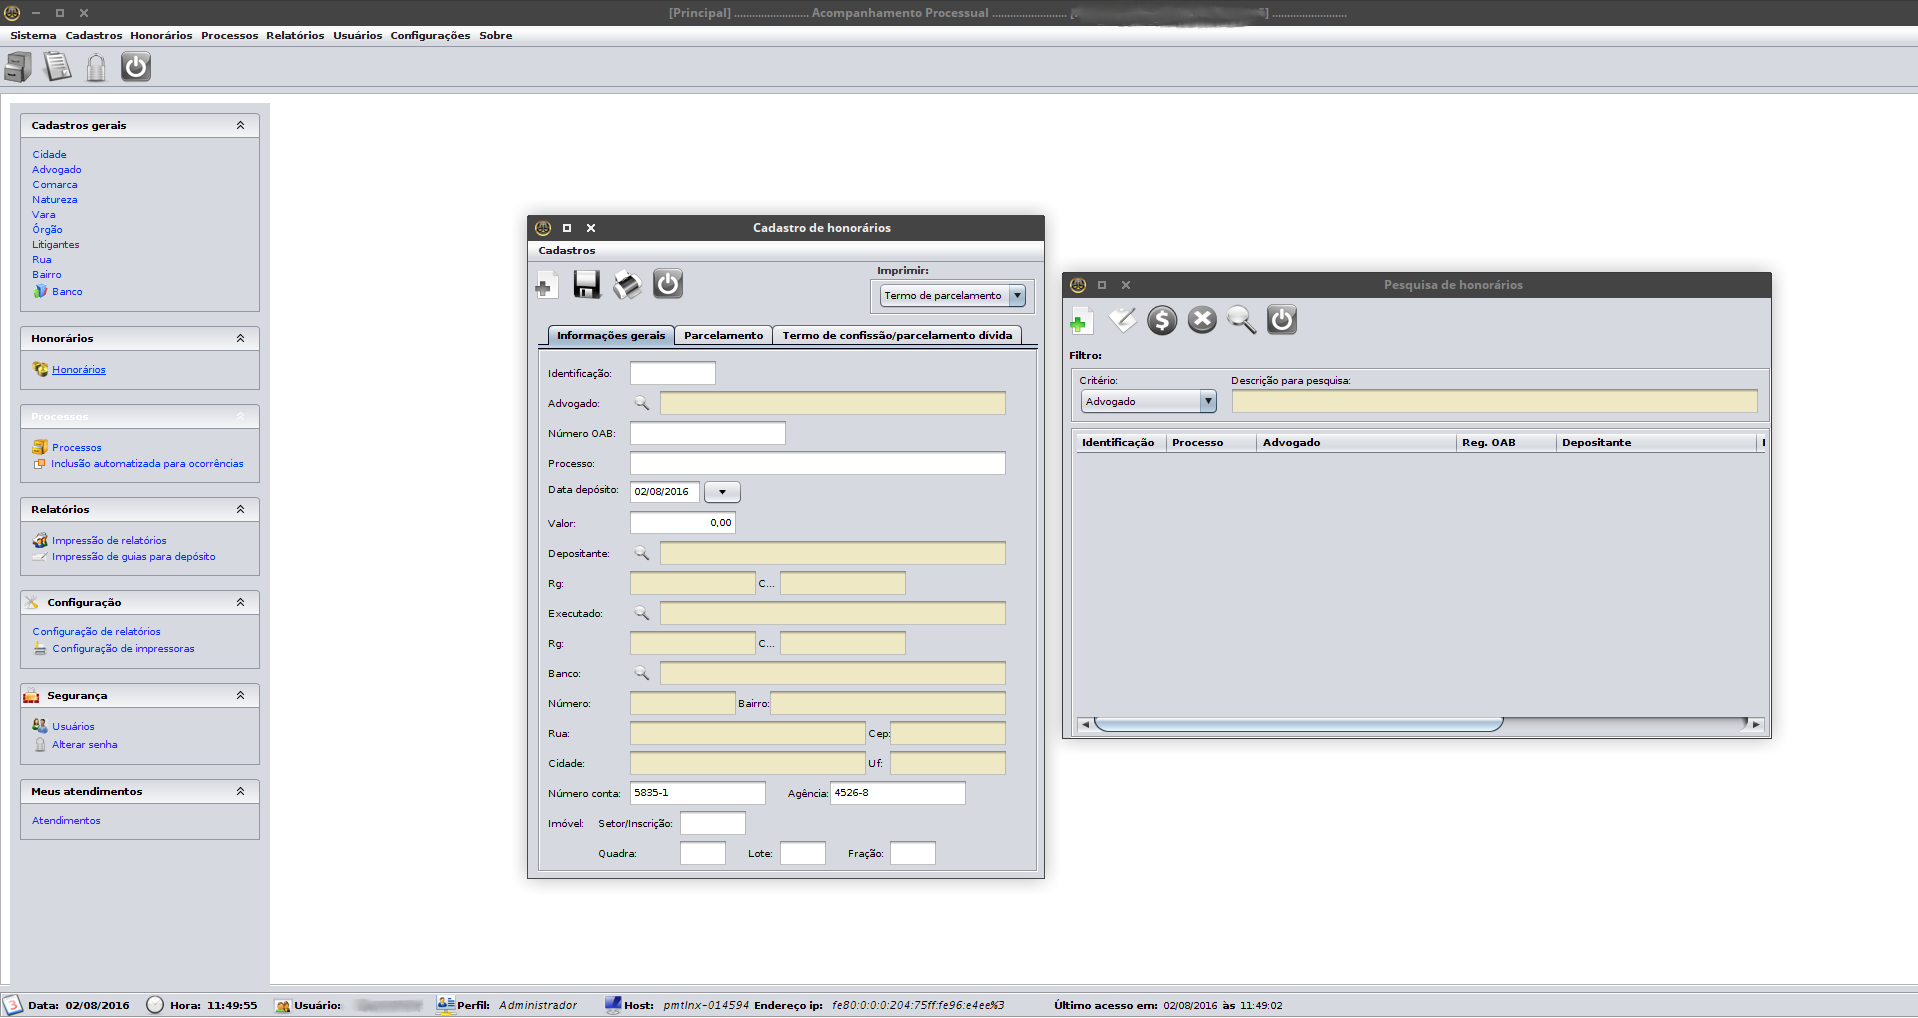 [Principal] ......................... Acompanhamento Processual ......................... [ ] .........................
Sistema Cadastros Honorários Processos Relatórios Usuários Configurações Sobre
Cadastros gerais
Cidade
Advogado
Comarca
Natureza
Vara
Órgão
Litigantes
Rua
Bairro
Banco
Honorários
Honorários
Processos
Processos
Inclusão automatizada para ocorrências
Relatórios
Impressão de relatórios
Impressão de guias para depósito
Configuração
Configuração de relatórios
Configuração de impressoras
Segurança
Usuários
Alterar senha
Meus atendimentos
Atendimentos
Cadastro de honorários
Cadastros
Imprimir:
Termo de parcelamento
Informações gerais Parcelamento Termo de confissão/parcelamento dívida
Identificação:
Advogado:
Número OAB:
Processo:
Data depósito: 02/08/2016
Valor: 0,00
Depositante:
Rg: C...
Executado:
Rg: C...
Banco:
Número: Bairro:
Rua: Cep:
Cidade: Uf:
Número conta: 5835-1 Agência: 4526-8
Imóvel: Setor/Inscrição:
Quadra: Lote: Fração:
Pesquisa de honorários
Filtro:
Critério: Descrição para pesquisa:
Advogado
Identificação Processo Advogado Reg. OAB Depositante
Data: 02/08/2016 Hora: 11:49:55 Usuário: Perfil: Administrador Host: pmtlnx-014594 Endereço ip: fe80:0:0:0:204:75ff:fe96:e4ee%3 Último acesso em: 02/08/2016 às 11:49:02